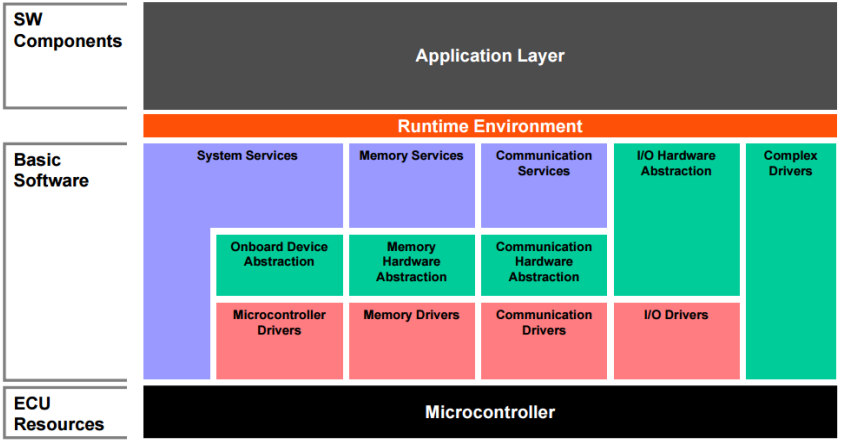 SW
Components
Application Layer
Runtime Environment
Basic
Software
System Services
Memory Services
Communication
Services
I/O Hardware
Abstraction
Complex
Drivers
Onboard Device
Abstraction
Memory
Hardware
Abstraction
Communication
Hardware
Abstraction
Microcontroller
Drivers
Memory Drivers
Communication
Drivers
I/O Drivers
ECU
Resources
Microcontroller